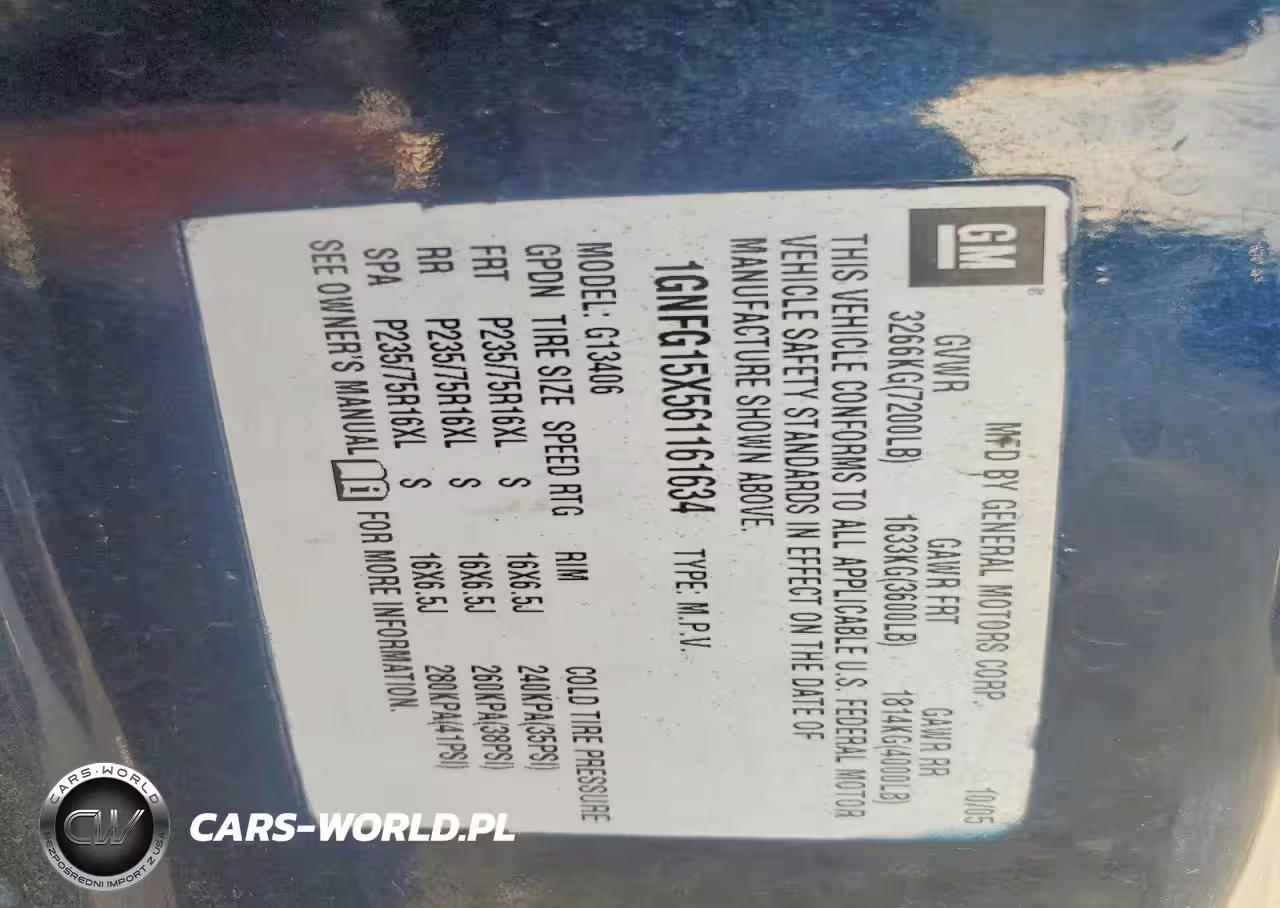 GM®
MFD BY GENERAL MOTORS CORP. 10/05
GVWR GAWR FRT GAWR RR
3266KG(7200LB) 1633KG(3600LB) 1814KG(4000LB)
THIS VEHICLE CONFORMS TO ALL APPLICABLE U.S. FEDERAL MOTOR
VEHICLE SAFETY STANDARDS IN EFFECT ON THE DATE OF
MANUFACTURE SHOWN ABOVE.
1GNFG15X561161634 TYPE: M.P.V.
MODEL: G13406
GPDN TIRE SIZE SPEED RTG RIM COLD TIRE PRESSURE
FRT P235/75R16XL S 16X6.5J 240KPA(35PSI)
RR P235/75R16XL S 16X6.5J 260KPA(38PSI)
SPA P235/75R16XL S 16X6.5J 280KPA(41PSI)
SEE OWNER'S MANUAL FOR MORE INFORMATION.
CARS-WORLD
CW
BEZPOŚREDNI IMPORT Z USA
CARS-WORLD.PL